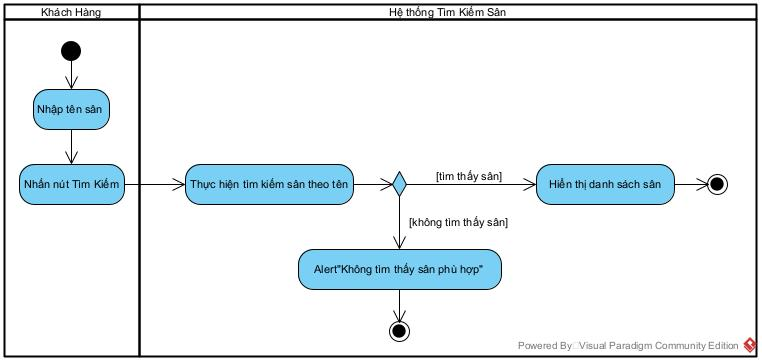 Khách Hàng
Hệ thống Tìm Kiếm Sân
Nhập tên sân
Nhấn nút Tìm Kiếm
Thực hiện tìm kiếm sân theo tên
[tìm thấy sân]
Hiển thị danh sách sân
[không tìm thấy sân]
Alert"Không tìm thấy sân phù hợp"
Powered By Visual Paradigm Community Edition